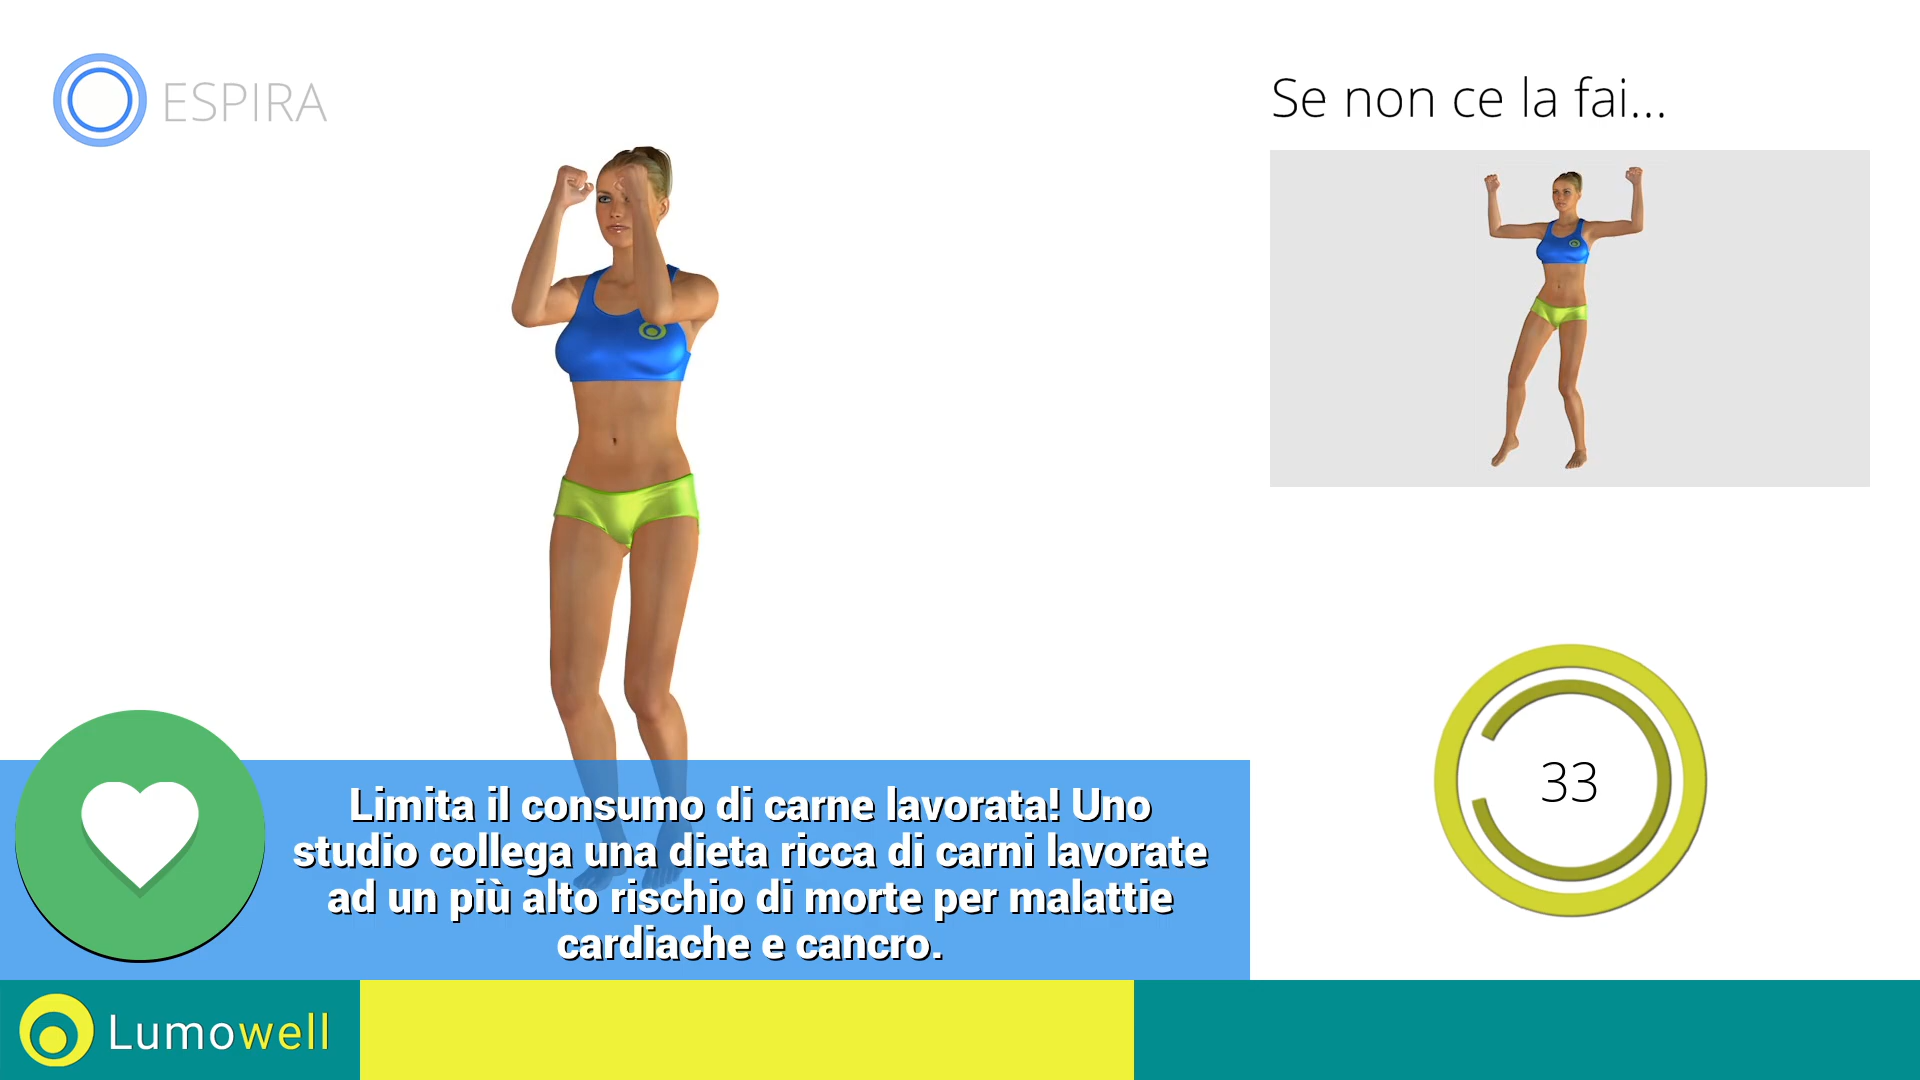 ESPIRA
Se non ce la fai...
33
Limita il consumo di carne lavorata! Uno
studio collega una dieta ricca di carni lavorate
ad un più alto rischio di morte per malattie
cardiache e cancro.
Lumowell